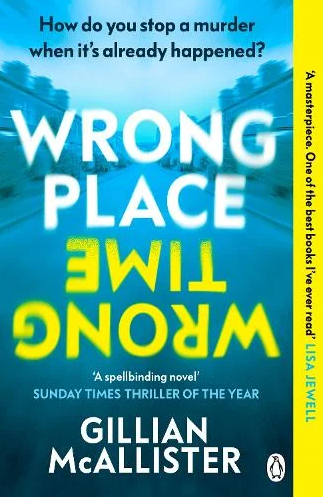 How do you stop a murder
when it's already happened?
WRONG
PLACE
WRONG
TIME
'A spellbinding novel'
SUNDAY TIMES THRILLER OF THE YEAR
GILLIAN
McALLISTER
'A masterpiece. One of the best books I've ever read' LISA JEWELL